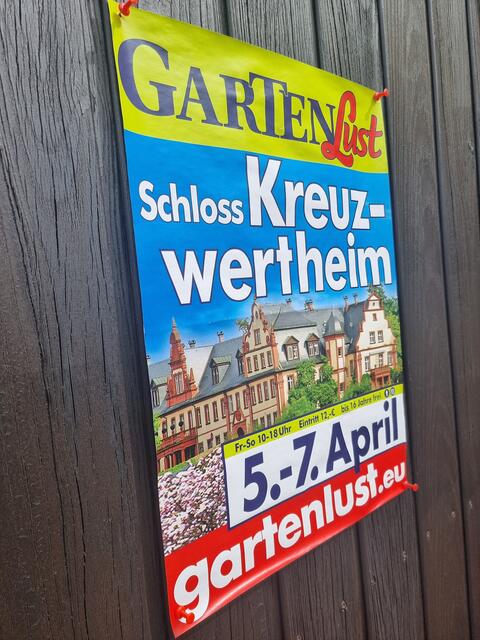 GARTENLust
Schloss Kreuz-
wertheim
Fr-So 10-18 Uhr Eintritt 12,-€ bis 16 Jahre frei
5.-7. April
gartenlust.eu